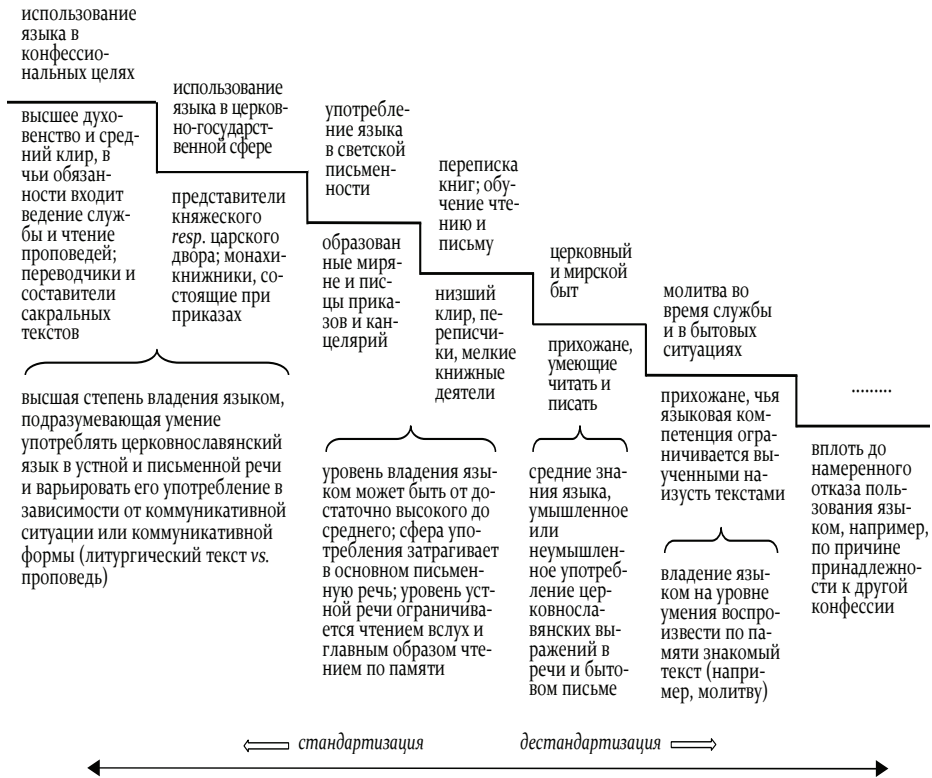 использование
языка в
конфессио-
нальных целях
высшее духо-
венство и сред-
ний клир, в
чьи обязан-
ности входит
ведение служ-
бы и чтение
проповедей;
переводчики и
составители
сакральных
текстов
использование
языка в церков-
но-государст-
венной сфере
представители
княжеского
resp. царского
двора; монахи-
книжники, со-
стоящие при
приказах
высшая степень владения языком,
подразумевающая умение
употреблять церковнославянский
язык в устной и письменной речи
и варьировать его употребление в
зависимости от коммуникативной
ситуации или коммуникативной
формы (литургический текст vs.
проповедь)
употребле-
ние языка
в светской
письмен-
ности
образован
ные миря-
не и пис-
цы прика-
зов и кан-
целярий
переписка
книг; обу-
чение чте-
нию и
письму
низший
клир, пе-
реписчи-
ки, мелкие
книжные
деятели
уровень владения язы-
ком может быть от до-
статочно высокого до
среднего; сфера упо-
требления затрагивает
в основном письмен-
ную речь; уровень уст-
ной речи ограничива-
ется чтением вслух и
главным образом чте-
нием по памяти
церковный
и мирской
быт
прихожане,
умеющие
читать и
писать
средние зна-
ния языка,
умышленное
или
неумышлен-
ное употреб-
ление цер-
ковносла-
вянских вы-
ражений в
речи и быто-
вом письме
молитва во
время службы
и в бытовых
ситуациях
прихожане, чья
языковая ком-
петенция огра-
ничивается вы-
ученными на-
изусть текстами
владение язы-
ком на уровне
умения воспро-
извести по па-
мяти знакомый
текст (напри-
мер, молитву)
.........
вплоть до
намеренного
отказа поль-
зования язы-
ком, например,
по причине
принадлежно-
сти к другой
конфессии
стандартизация
дестандартизация